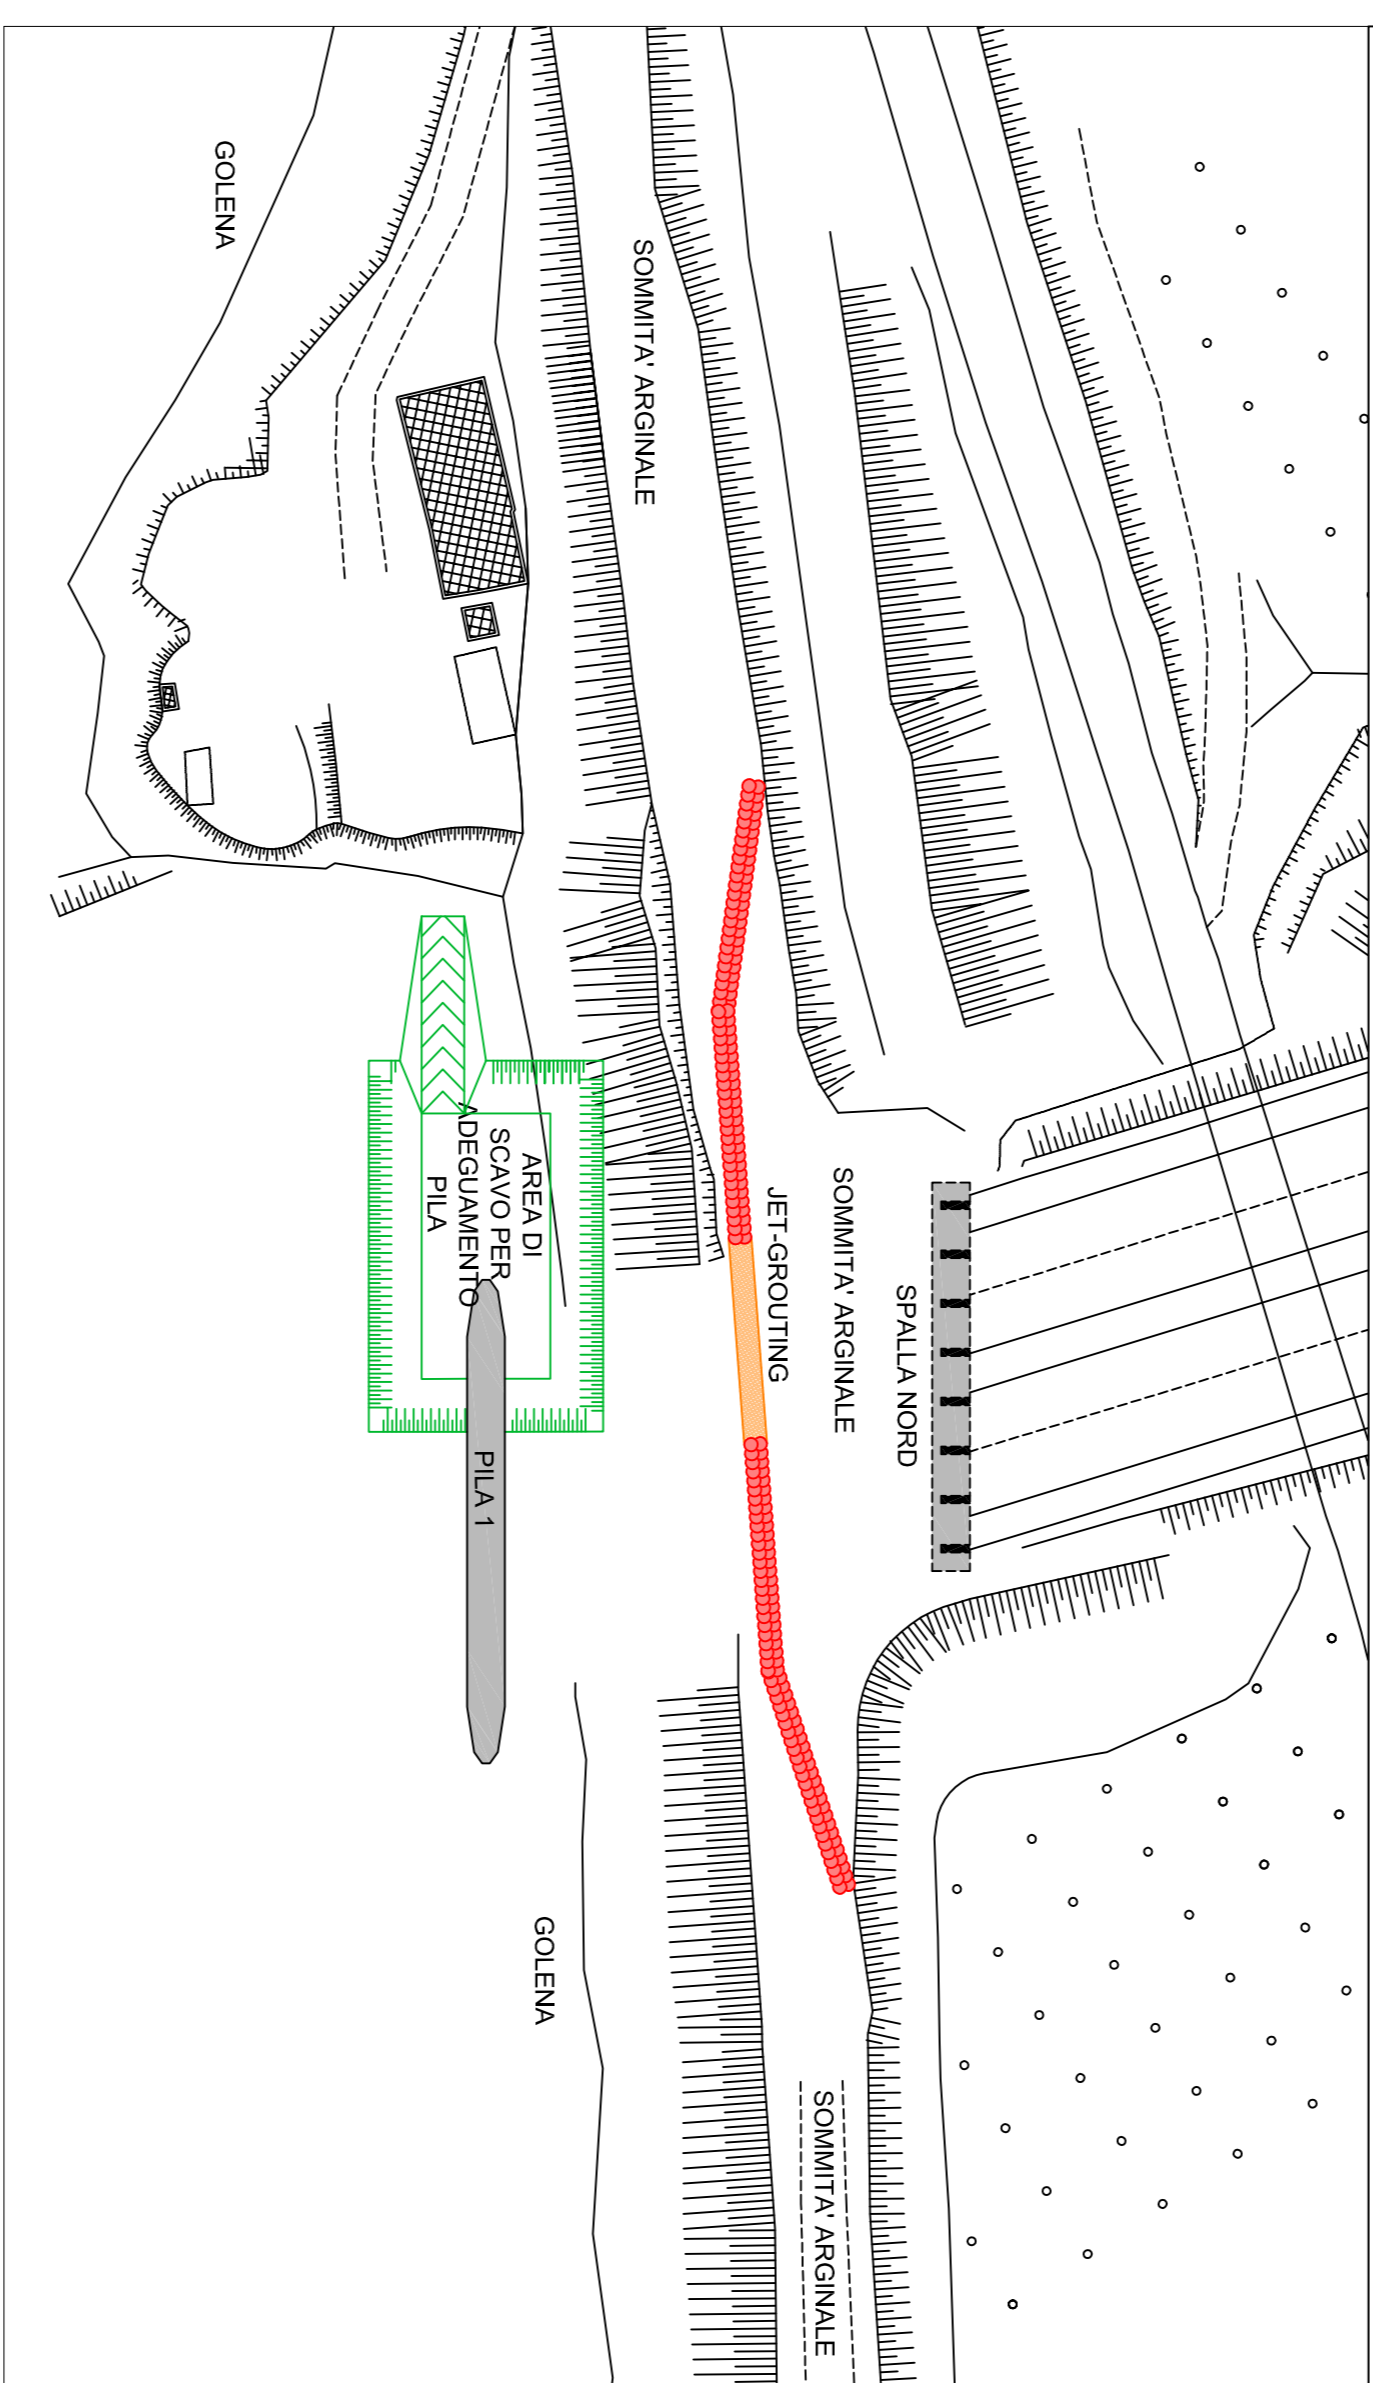 GOLENA
SOMMITA' ARGINALE
SPALLA NORD
SOMMITA' ARGINALE
JET-GROUTING
AREA DI
SCAVO PER
ADEGUAMENTO
PILA
PILA 1
GOLENA
SOMMITA' ARGINALE